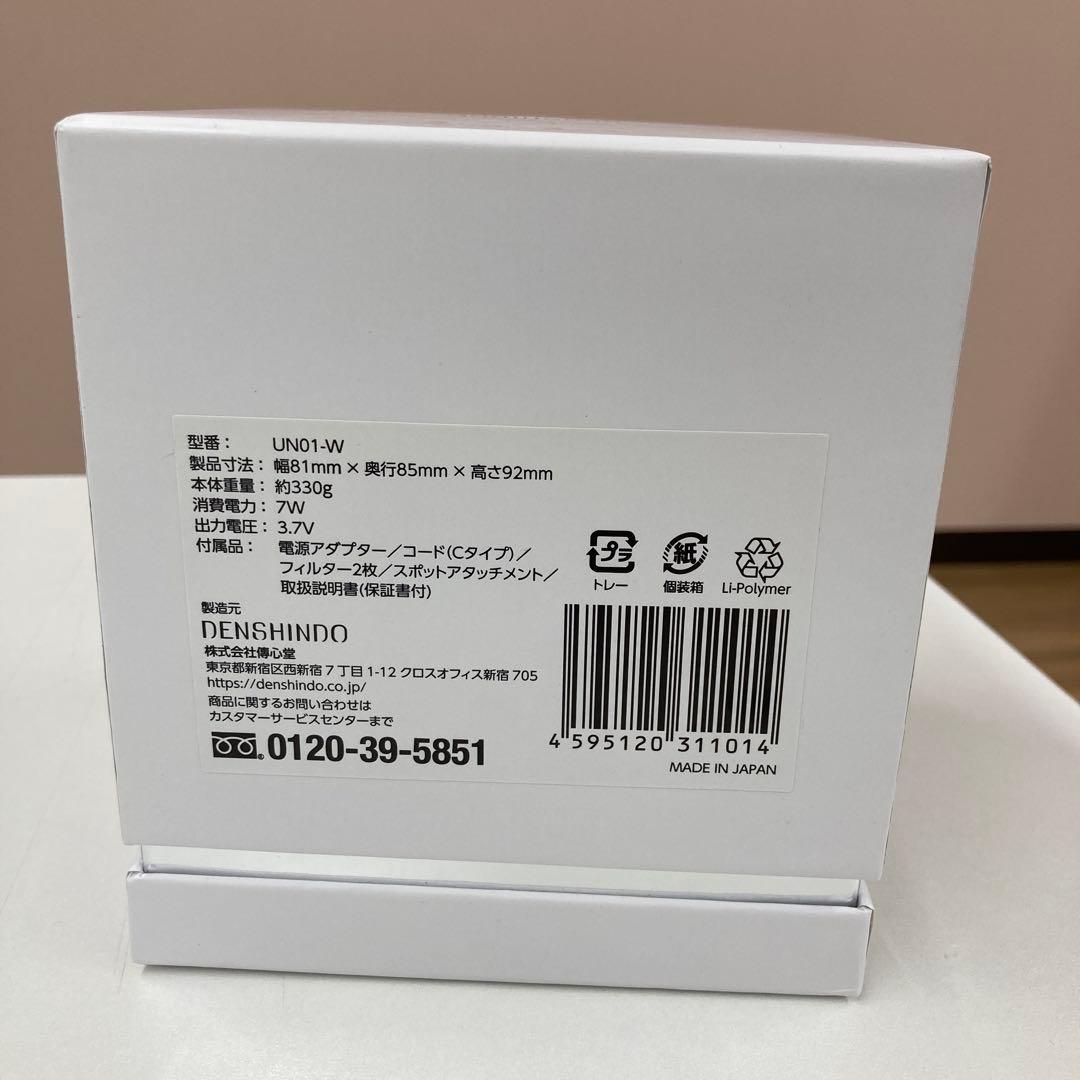 型番： UN01-W
製品寸法：幅81mm × 奥行85mm × 高さ92mm
本体重量：約330g
消費電力：7W
出力電圧：3.7V
付属品： 電源アダプター／コード(Cタイプ)／
フィルター2枚／スポットアタッチメント／
取扱説明書(保証書付)
製造元
DENSHINDO
株式会社傳心堂
東京都新宿区西新宿 7 丁目 1-12 クロスオフィス新宿 705
https://denshindo.co.jp/
商品に関するお問い合わせは
カスタマーサービスセンターまで
0120-39-5851
プラ
トレー
紙
個装箱
Li-Polymer
4 595120 311014
MADE IN JAPAN